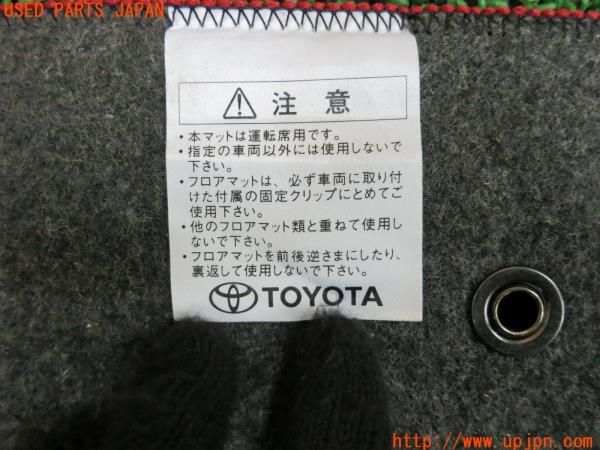 USED PARTS JAPAN
注意
・本マットは運転席用です。
・指定の車両以外には使用しないで
下さい。
・フロアマットは、必ず車両に取り付
けた付属の固定クリップにとめてご
使用下さい。
・他のフロアマット類と重ねて使用し
ないで下さい。
・フロアマットを前後逆さまにしたり、
裏返して使用しないで下さい。
TOYOTA
http://www.upjpn.com